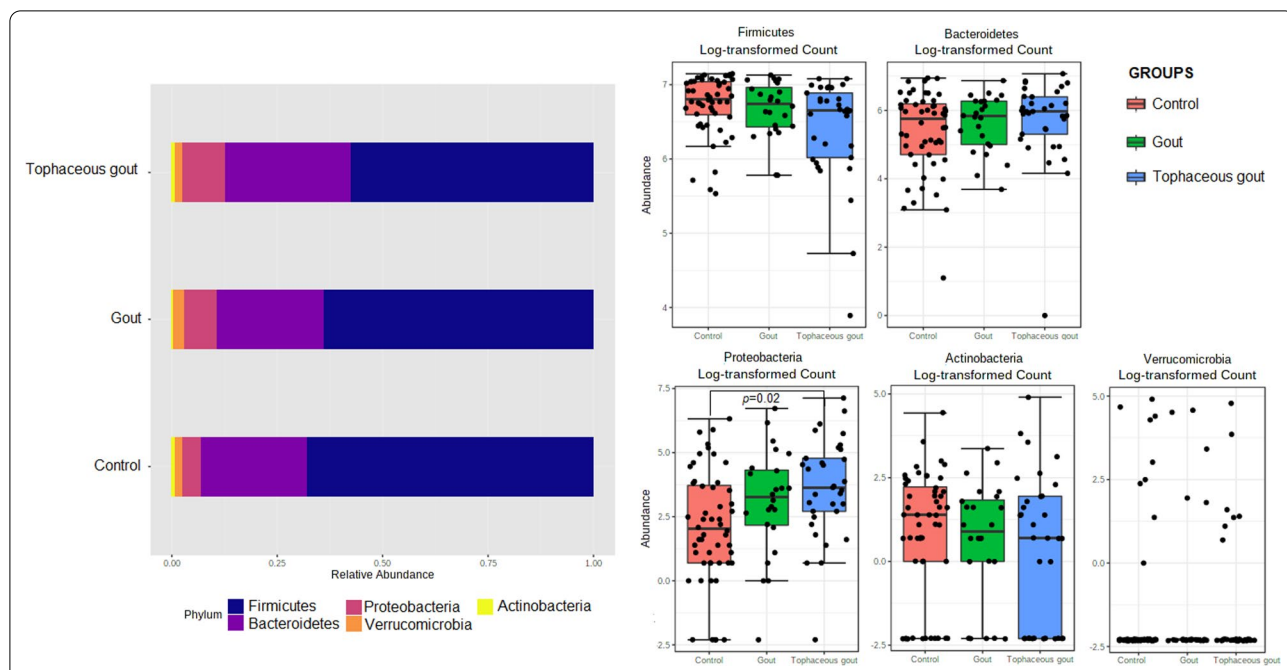 Tophaceous gout
Gout
Control
0.00 0.25 0.50 0.75 1.00
Relative Abundance
Phylum
Firmicutes Proteobacteria Actinobacteria
Bacteroidetes Verrucomicrobia
Firmicutes
Log-transformed Count
Abundance
7
6
5
4
Control Gout Tophaceous gout
Bacteroidetes
Log-transformed Count
6
4
2
0
Control Gout Tophaceous gout
GROUPS
Control
Gout
Tophaceous gout
Proteobacteria
Log-transformed Count
p=0.02
Abundance
7.5
5.0
2.5
0.0
2.5
Control Gout Tophaceous gout
Actinobacteria
Log-transformed Count
5.0
2.5
0.0
-2.5
Control Gout Tophaceous gout
Verrucomicrobia
Log-transformed Count
5.0
2.5
0.0
-2.5
Control Gout Tophaceous gout